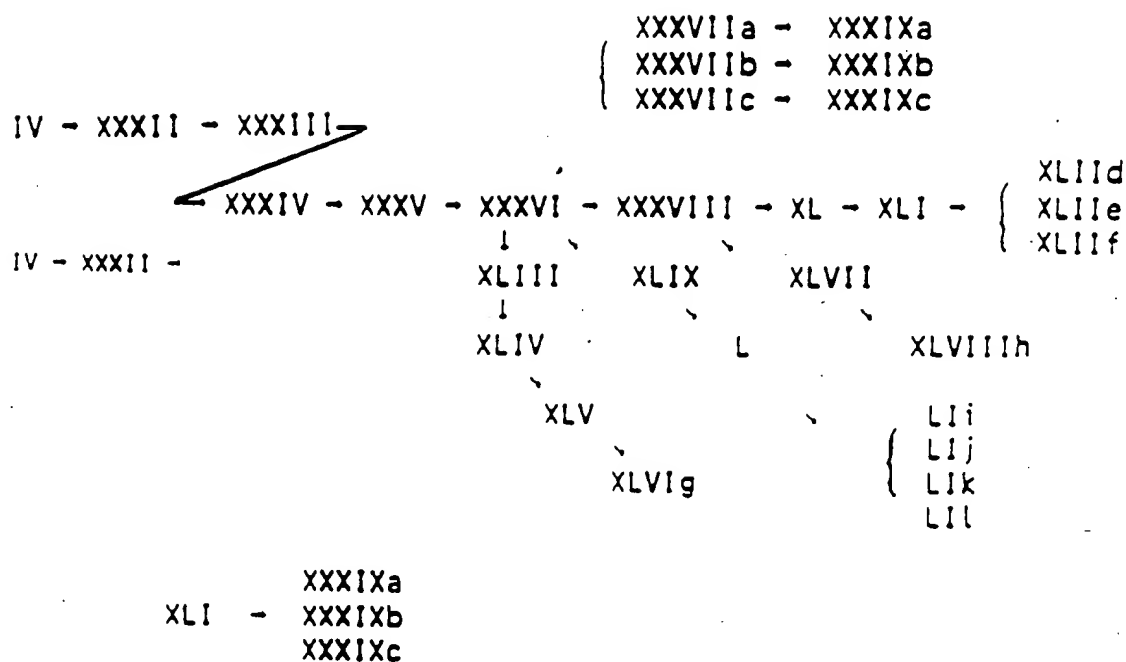 XXXVIIa → XXXIXa
XXXVIIb → XXXIXb
XXXVIIc → XXXIXc
IV → XXXII → XXXIII
→ XXXIV → XXXV → XXXVI → XXXVIII → XL → XLI →
XLIId
XLIIe
XLIIf
IV → XXXII →
XLIII XLIX XLVII
XLIV L XLVIIIh
XLV
LIi
LIj
XLVIg
LIk
LIl
XXXIXa
XLI → XXXIXb
XXXIXc